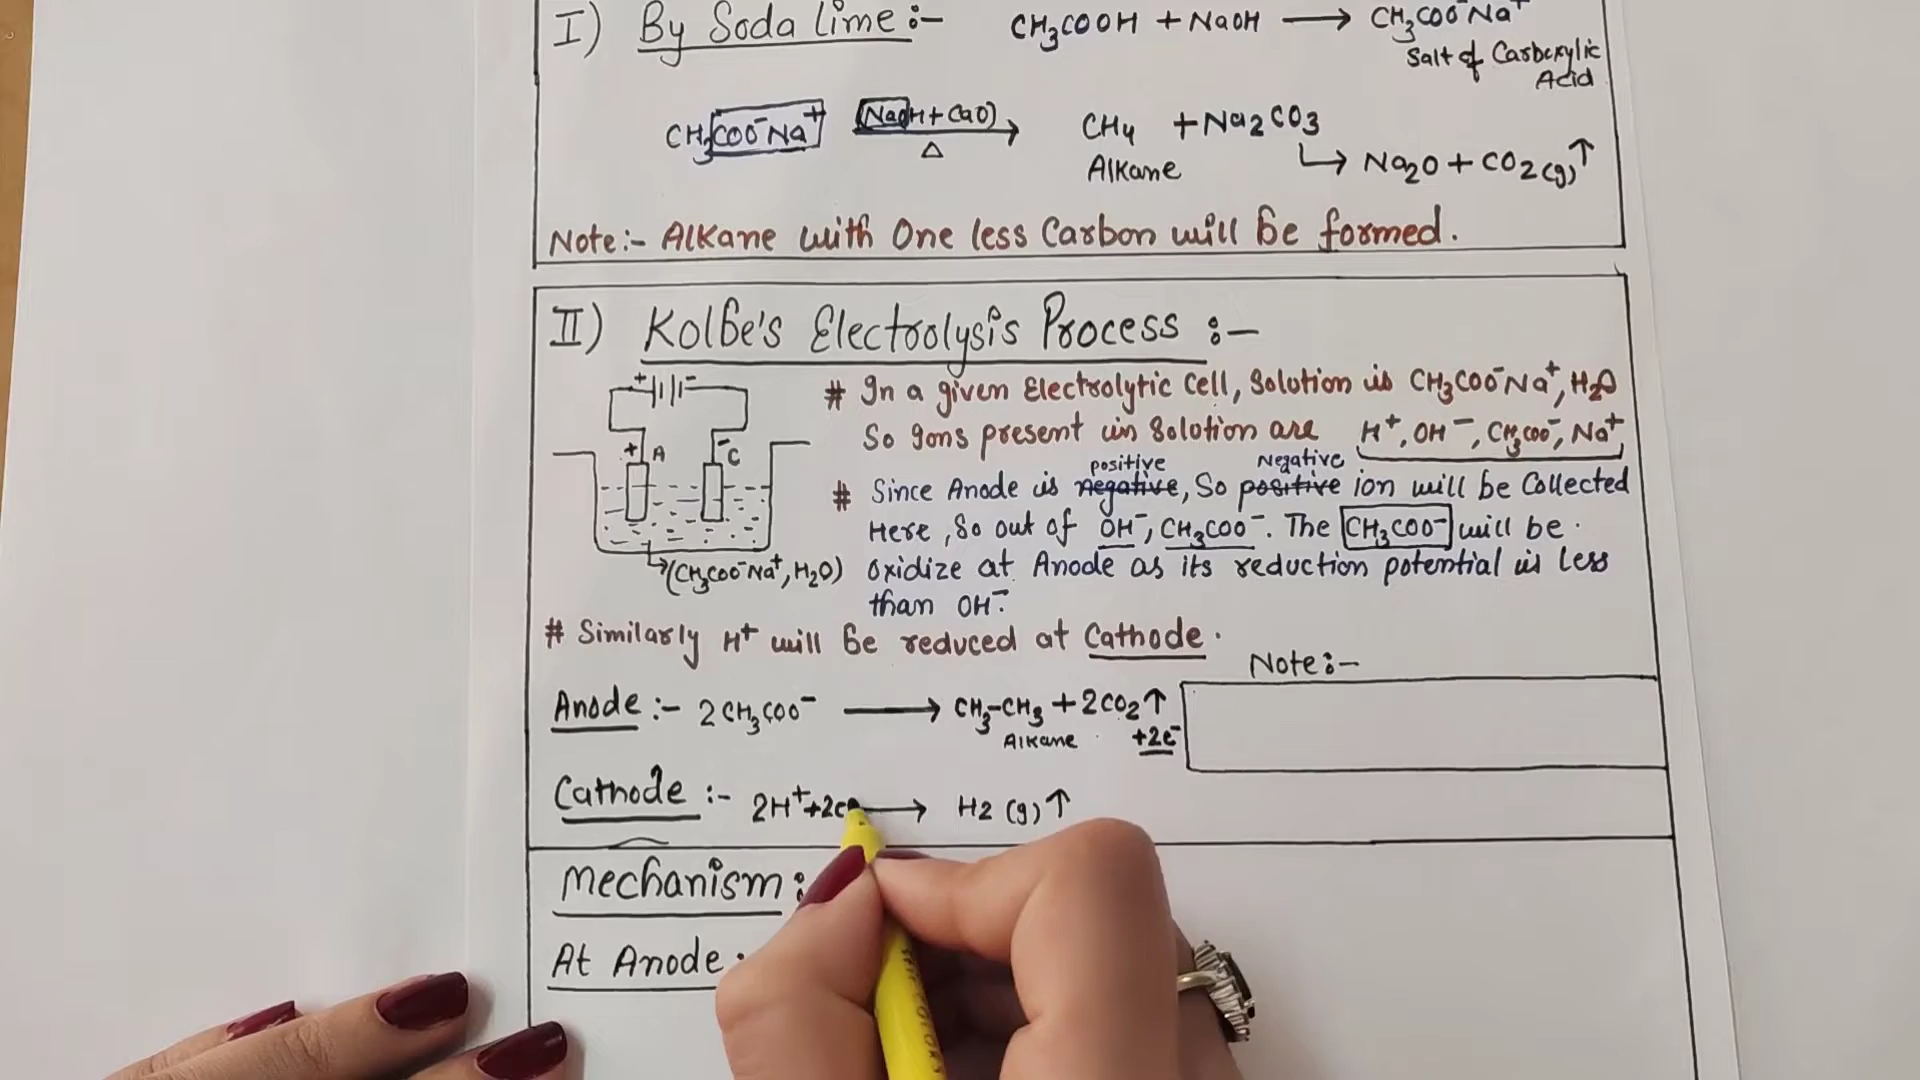 I) By Soda lime :- CH3COOH + NaOH ⟶ CH3COO⁻Na⁺
Salt of Carboxylic
Acid
CH3COO⁻Na⁺ (NaOH + CaO) CH4 + Na2CO3
Δ
Alkane ↳ Na2O + CO2(g)↑
Note:- Alkane with One less Carbon will be formed.
II) Kolbe's Electrolysis Process :-
+ -
+ A - C
(CH3COO⁻Na⁺, H2O)
# In a given Electrolytic Cell, Solution is CH3COO⁻Na⁺, H2O
So Ions present in Solution are H⁺, OH⁻, CH3COO⁻, Na⁺
positive Negative
# Since Anode is negative, So positive ion will be Collected
Here, So out of OH⁻, CH3COO⁻. The CH3COO⁻ will be
oxidize at Anode as its reduction potential is less
than OH⁻.
# Similarly H⁺ will be reduced at Cathode.
Note:-
Anode :- 2CH3COO⁻ ⟶ CH3-CH3 + 2CO2↑
Alkane +2e⁻
Cathode :- 2H⁺+2e ⟶ H2 (g)↑
Mechanism :
At Anode :